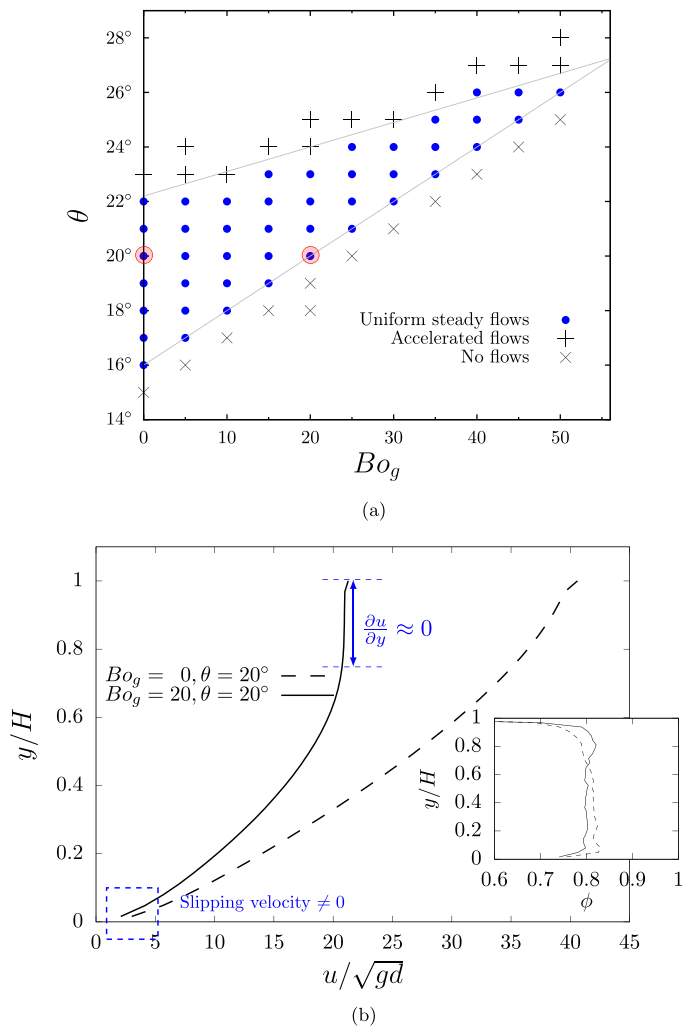 28°
26°
24°
22°
20°
18°
16°
14°
θ
Uniform steady flows
Accelerated flows
No flows
0 10 20 30 40 50
Bo_g
(a)
1
0.8
0.6
0.4
0.2
0
y/H
∂u/∂y ≈ 0
Bo_g = 0, θ = 20°
Bo_g = 20, θ = 20°
Slipping velocity ≠ 0
1
0.8
0.6
0.4
0.2
0
y/H
0.6 0.7 0.8 0.9 1
ϕ
0 5 10 15 20 25 30 35 40 45
u/√gd
(b)